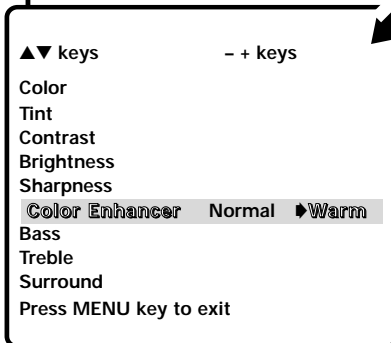 ▲▼ keys – + keys
Color
Tint
Contrast
Brightness
Sharpness
Color Enhancer Normal ➧Warm
Bass
Treble
Surround
Press MENU key to exit